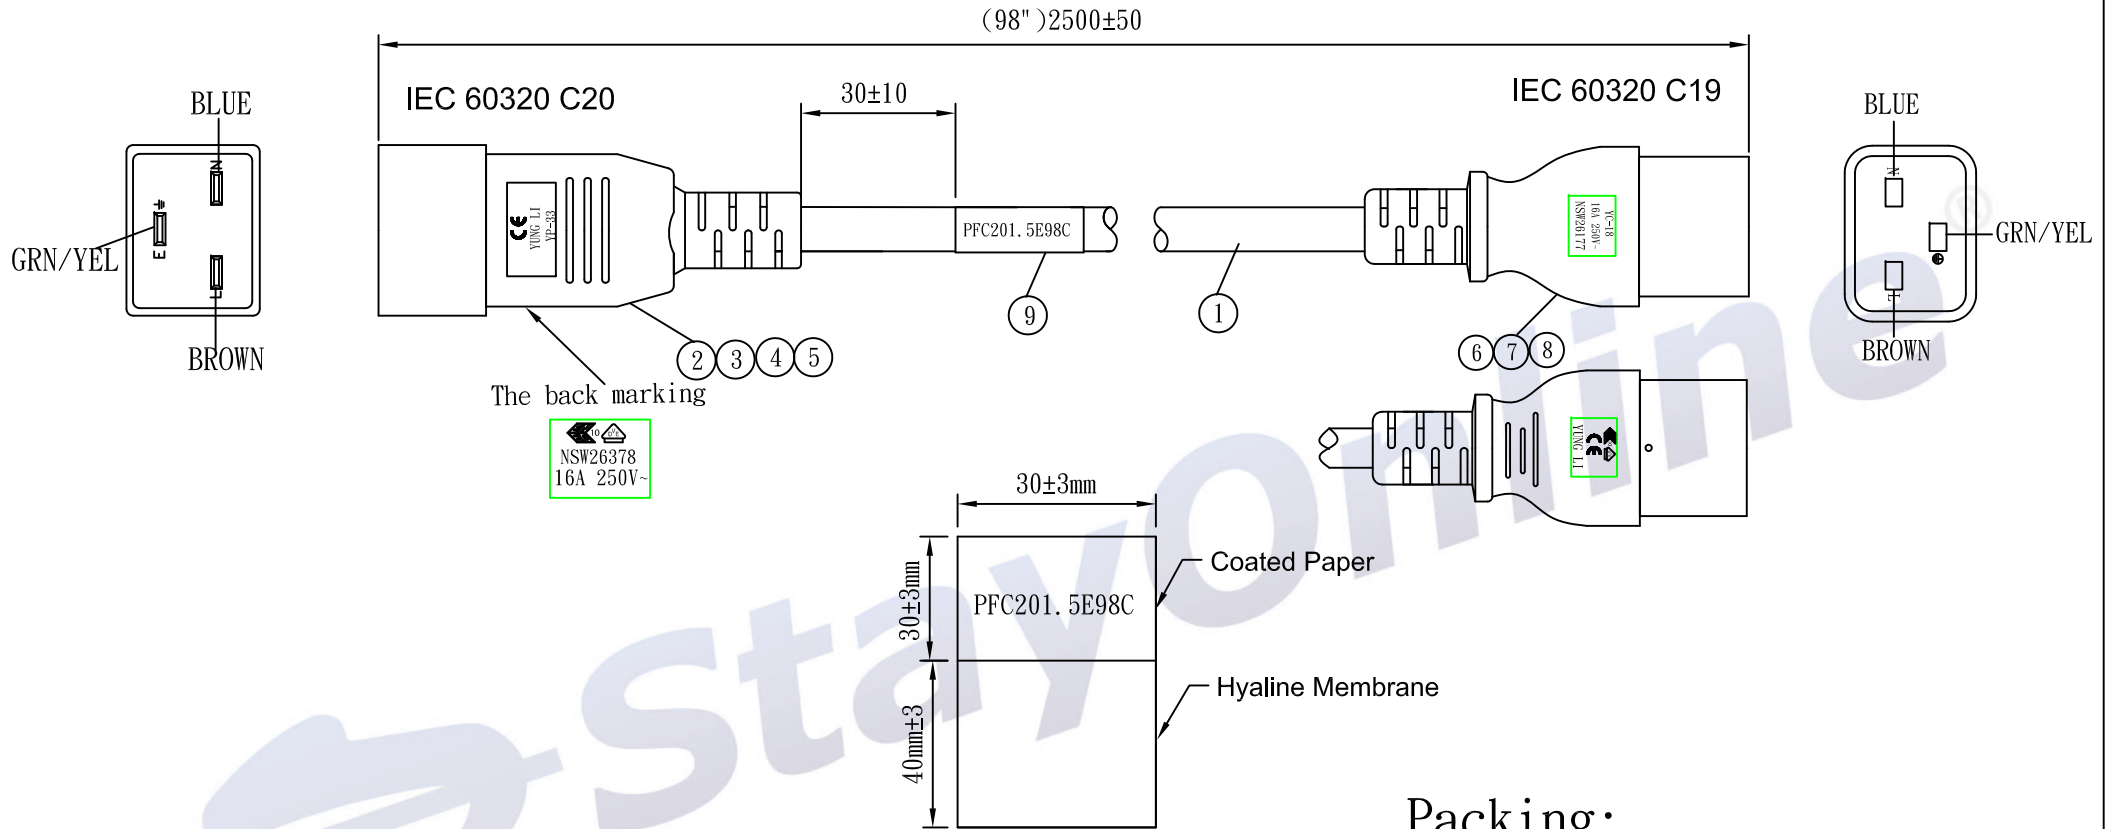 (98")2500±50
IEC 60320 C20
30±10
IEC 60320 C19
BLUE
N
E
L
GRN/YEL
BROWN
CE
YUNG LI
YP-33
PFC201.5E98C
YC-18
16A 250V~
NSW26177
BLUE
N
L
GRN/YEL
BROWN
9
1
2
3
4
5
6
7
8
The back marking
10
NSW26378
16A 250V~
CE
YUNG LI
30±3mm
30±3mm
PFC201.5E98C
Coated Paper
40mm±3
Hyaline Membrane
StayOnline®
Packing: